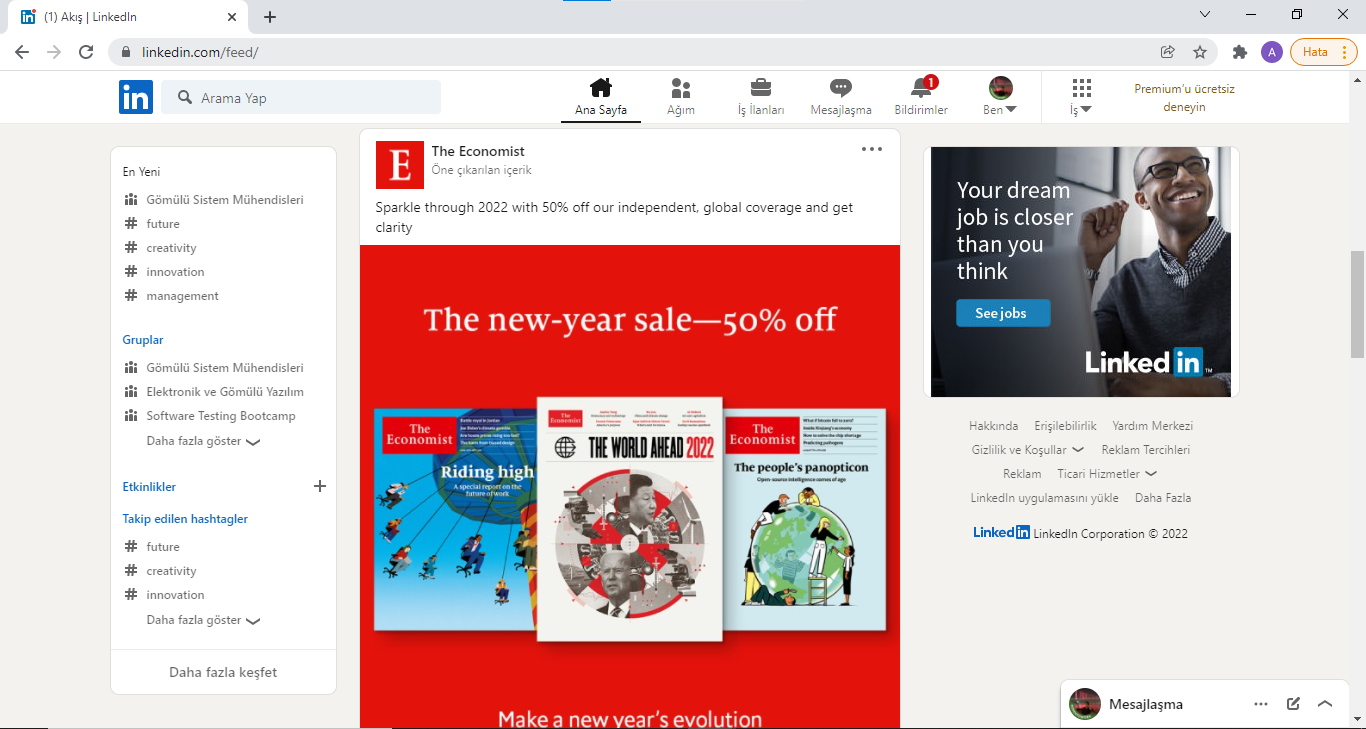 (1) Akış | LinkedIn
linkedin.com/feed/
A
Hata
in
Arama Yap
Ana Sayfa
Ağım
İş İlanları
Mesajlaşma
1
Bildirimler
Ben
İş
Premium'u ücretsiz
deneyin
En Yeni
Gömülü Sistem Mühendisleri
# future
# creativity
# innovation
# management
Gruplar
Gömülü Sistem Mühendisleri
Elektronik ve Gömülü Yazılım
Software Testing Bootcamp
Daha fazla göster
Etkinlikler
Takip edilen hashtagler
# future
# creativity
# innovation
Daha fazla göster
Daha fazla keşfet
E
The Economist
Öne çıkarılan içerik
Sparkle through 2022 with 50% off our independent, global coverage and get
clarity
The new-year sale—50% off
The
Economist
Riding high
A special report on the
future of work
The
Economist
THE WORLD AHEAD 2022
The
Economist
The people's panopticon
Open-source intelligence comes of age
Make a new year's evolution
Your dream
job is closer
than you
think
See jobs
Linked in
Hakkında Erişilebilirlik Yardım Merkezi
Gizlilik ve Koşullar Reklam Tercihleri
Reklam Ticari Hizmetler
LinkedIn uygulamasını yükle Daha Fazla
Linked in LinkedIn Corporation © 2022
Mesajlaşma